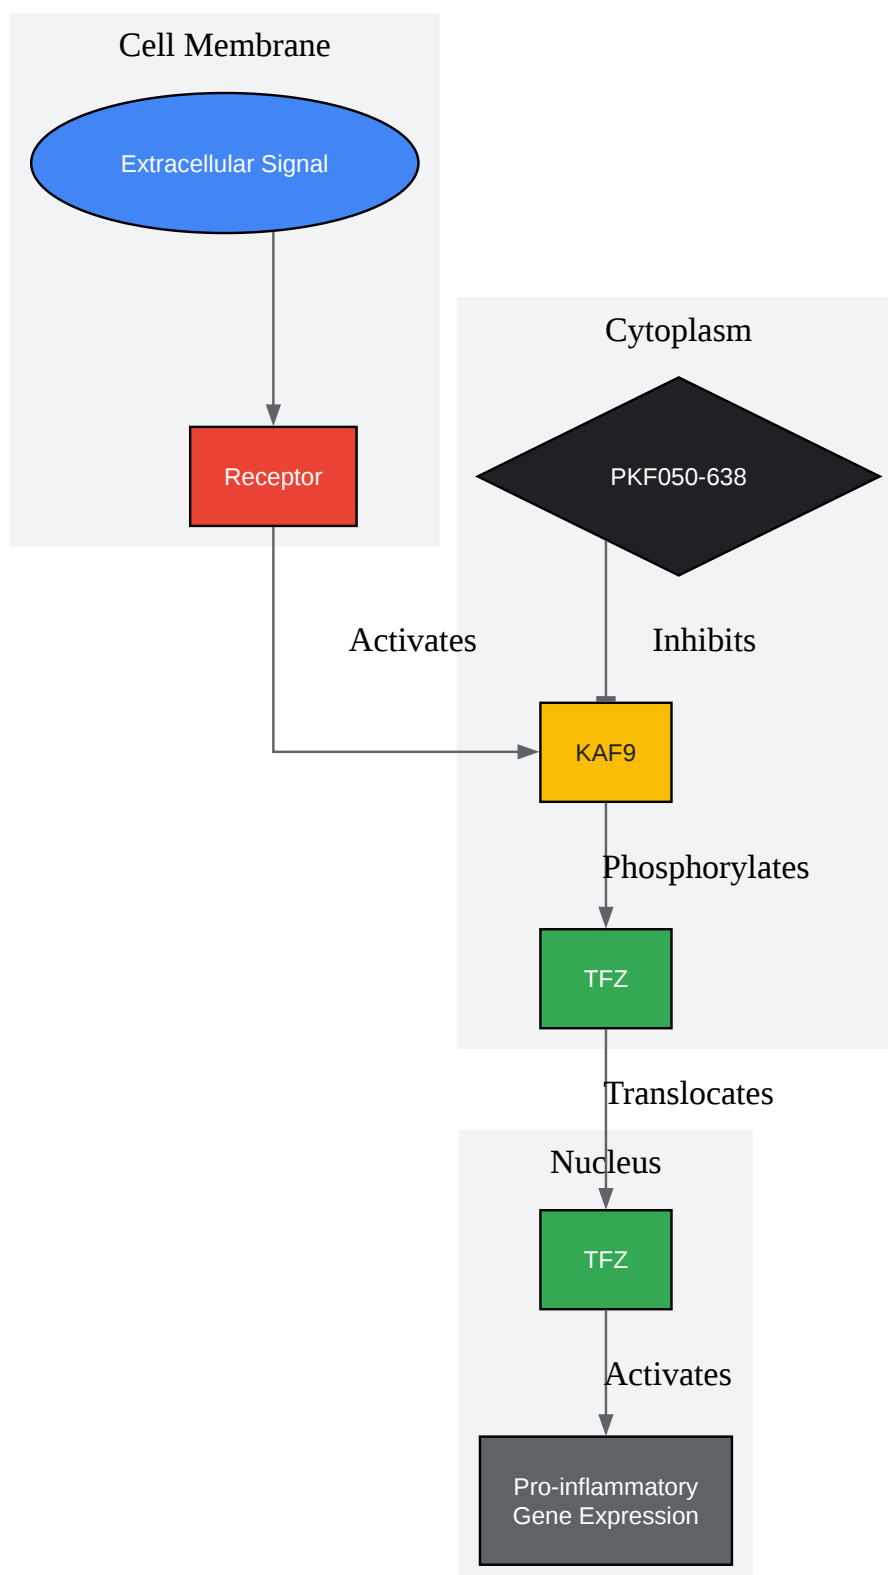 Cell Membrane
Extracellular Signal
Cytoplasm
Receptor
PKF050-638
Activates
Inhibits
KAF9
Phosphorylates
TFZ
Translocates
Nucleus
TFZ
Activates
Pro-inflammatory
Gene Expression